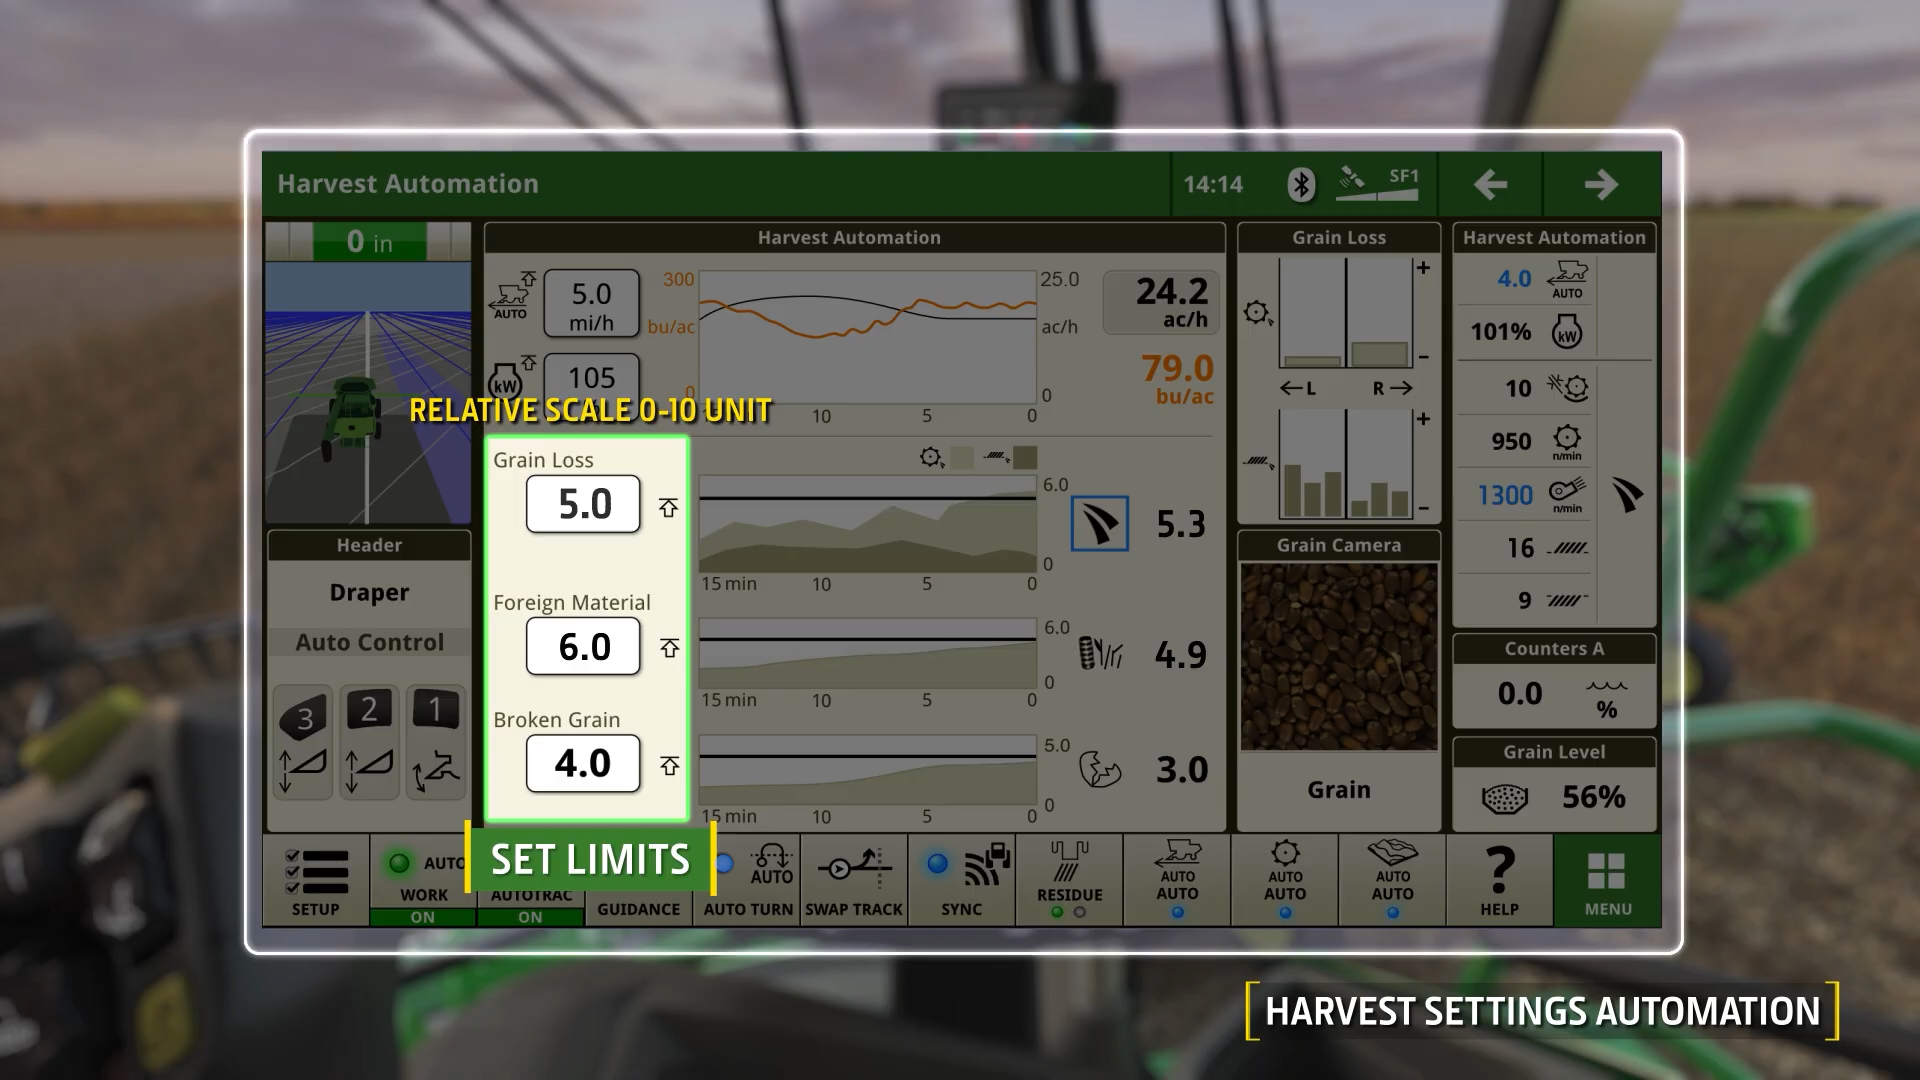 Harvest Automation
14:14
SF1
0 in
Header
Draper
Auto Control
3
2
1
Harvest Automation
AUTO
5.0
mi/h
kW
105
300
bu/ac
0
25.0
ac/h
0
10
5
0
24.2
ac/h
79.0
bu/ac
RELATIVE SCALE 0-10 UNIT
Grain Loss
5.0
6.0
0
15 min
10
5
0
5.3
Foreign Material
6.0
6.0
0
15 min
10
5
0
4.9
Broken Grain
4.0
5.0
0
15 min
10
5
0
3.0
SET LIMITS
Grain Loss
+
−
←L
R→
+
−
Grain Camera
Grain
Harvest Automation
4.0
AUTO
101%
kW
10
950
n/min
1300
n/min
16
9
Counters A
0.0
%
Grain Level
56%
SETUP
AUTO
WORK
ON
AUTOTRAC
ON
GUIDANCE
AUTO
AUTO TURN
SWAP TRACK
SYNC
RESIDUE
AUTO
AUTO
AUTO
AUTO
AUTO
AUTO
?
HELP
MENU
HARVEST SETTINGS AUTOMATION